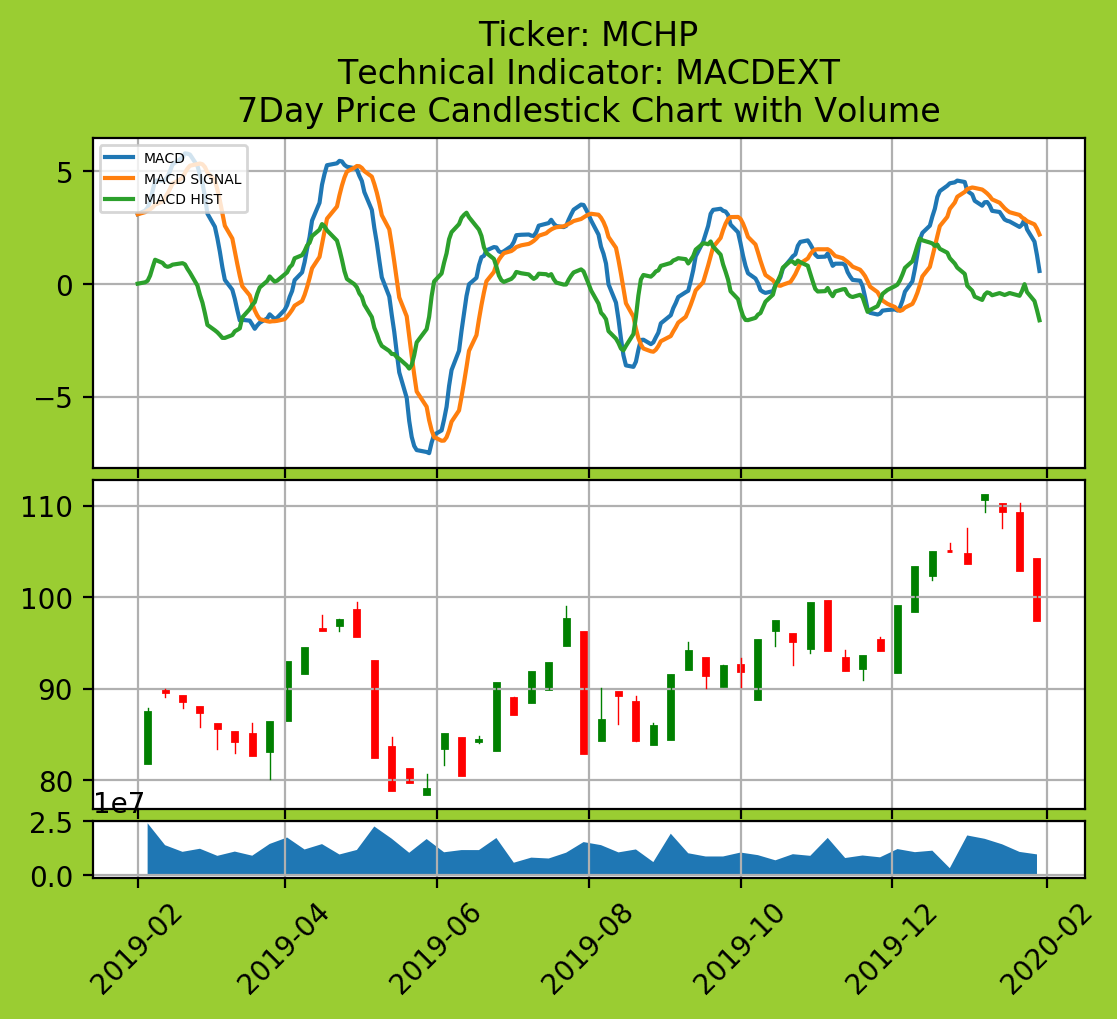 Ticker: MCHP
Technical Indicator: MACDEXT
7Day Price Candlestick Chart with Volume
MACD
MACD SIGNAL
MACD HIST
5
0
−5
110
100
90
80
1e7
2.5
0.0
2019-02
2019-04
2019-06
2019-08
2019-10
2019-12
2020-02